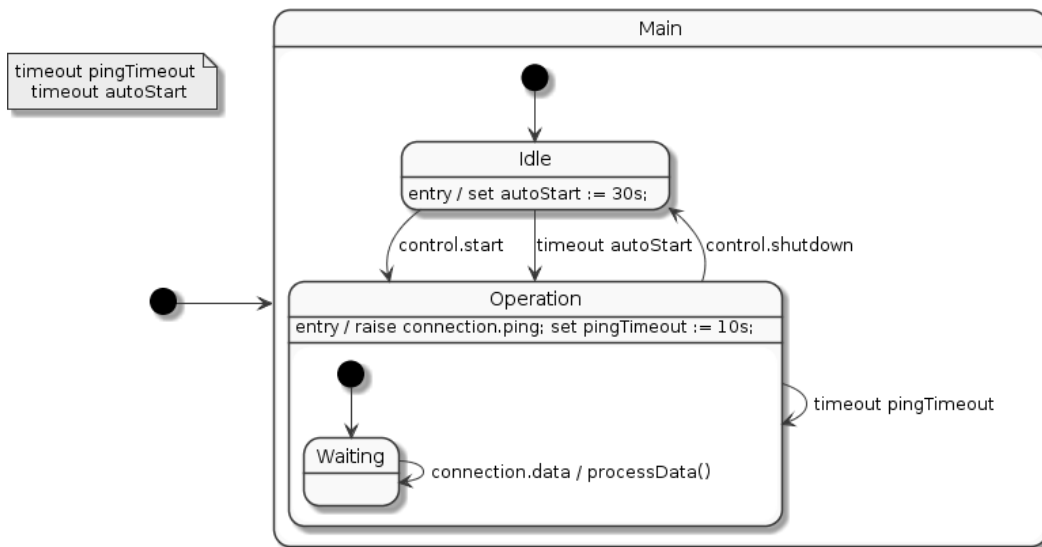 Main
timeout pingTimeout
timeout autoStart
Idle
entry / set autoStart := 30s;
control.start
timeout autoStart
control.shutdown
Operation
entry / raise connection.ping; set pingTimeout := 10s;
timeout pingTimeout
Waiting
connection.data / processData()